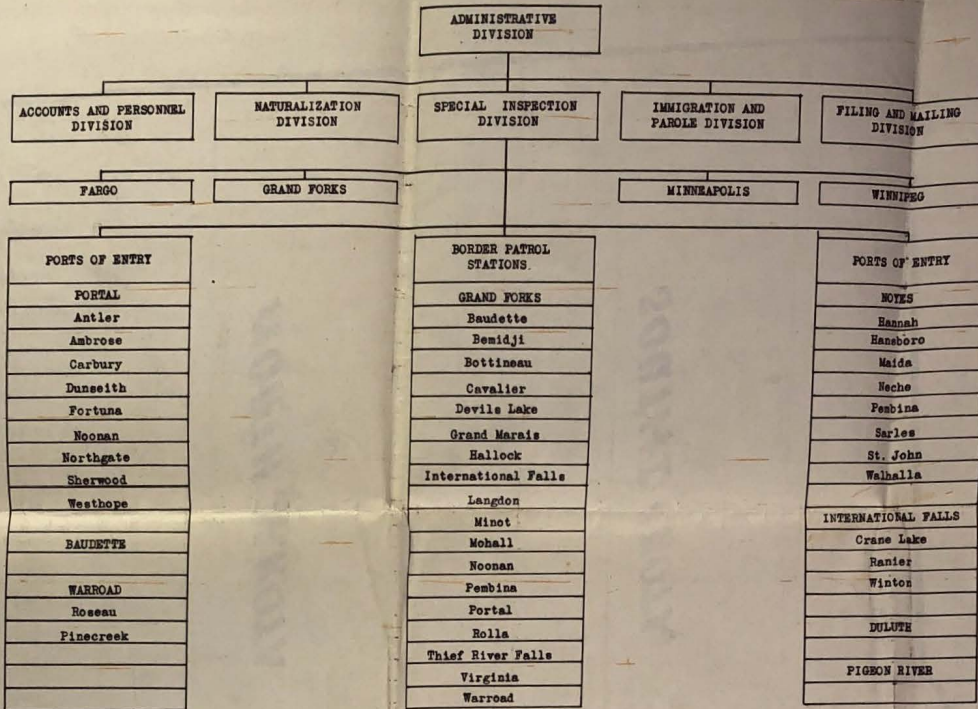 ADMINISTRATIVE
DIVISION
ACCOUNTS AND PERSONNEL
DIVISION
NATURALIZATION
DIVISION
SPECIAL INSPECTION
DIVISION
IMMIGRATION AND
PAROLE DIVISION
FILING AND MAILING
DIVISION
FARGO
GRAND FORKS
MINNEAPOLIS
WINNIPEG
PORTS OF ENTRY
PORTAL
Antler
Ambrose
Carbury
Dunseith
Fortuna
Noonan
Northgate
Sherwood
Westhope
BAUDETTE
WARROAD
Roseau
Pinecreek
BORDER PATROL
STATIONS.
GRAND FORKS
Baudette
Bemidji
Bottineau
Cavalier
Devils Lake
Grand Marais
Hallock
International Falls
Langdon
Minot
Mohall
Noonan
Pembina
Portal
Rolla
Thief River Falls
Virginia
Warroad
PORTS OF ENTRY
NOYES
Hannah
Hansboro
Maida
Neche
Pembina
Sarles
St. John
Walhalla
INTERNATIONAL FALLS
Crane Lake
Ranier
Winton
DULUTH
PIGEON RIVER